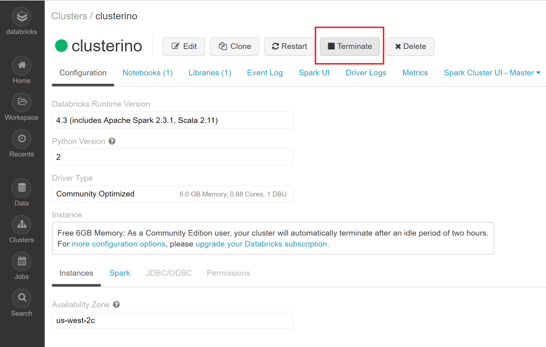 databricks
Home
Workspace
Recents
Data
Clusters
Jobs
Search
Clusters / clusterino
clusterino
Edit
Clone
Restart
Terminate
Delete
Configuration
Notebooks (1)
Libraries (1)
Event Log
Spark UI
Driver Logs
Metrics
Spark Cluster UI - Master
Databricks Runtime Version
4.3 (includes Apache Spark 2.3.1, Scala 2.11)
Python Version
2
Driver Type
Community Optimized 6.0 GB Memory, 0.88 Cores, 1 DBU
Instance
Free 6GB Memory: As a Community Edition user, your cluster will automatically terminate after an idle period of two hours.
For more configuration options, please upgrade your Databricks subscription.
Instances
Spark
JDBC/ODBC
Permissions
Availability Zone
us-west-2c